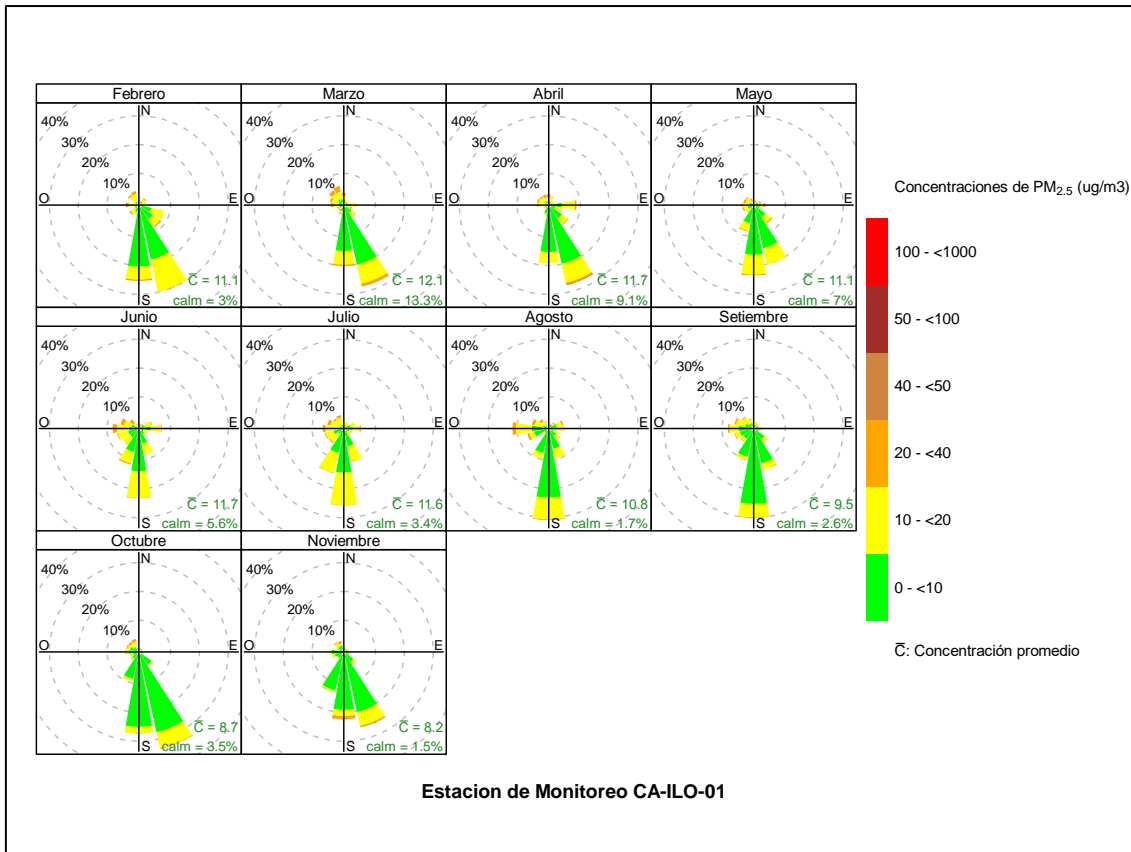 Febrero
N
40%
30%
20%
10%
O
E
S
C̅ = 11.1
calm = 3%
Marzo
N
40%
30%
20%
10%
O
E
S
C̅ = 12.1
calm = 13.3%
Abril
N
40%
30%
20%
10%
O
E
S
C̅ = 11.7
calm = 9.1%
Mayo
N
40%
30%
20%
10%
O
E
S
C̅ = 11.1
calm = 7%
Junio
N
40%
30%
20%
10%
O
E
S
C̅ = 11.7
calm = 5.6%
Julio
N
40%
30%
20%
10%
O
E
S
C̅ = 11.6
calm = 3.4%
Agosto
N
40%
30%
20%
10%
O
E
S
C̅ = 10.8
calm = 1.7%
Setiembre
N
40%
30%
20%
10%
O
E
S
C̅ = 9.5
calm = 2.6%
Octubre
N
40%
30%
20%
10%
O
E
S
C̅ = 8.7
calm = 3.5%
Noviembre
N
40%
30%
20%
10%
O
E
S
C̅ = 8.2
calm = 1.5%
Concentraciones de PM2.5 (ug/m3)
100 - <1000
50 - <100
40 - <50
20 - <40
10 - <20
0 - <10
C̅: Concentración promedio
Estacion de Monitoreo CA-ILO-01